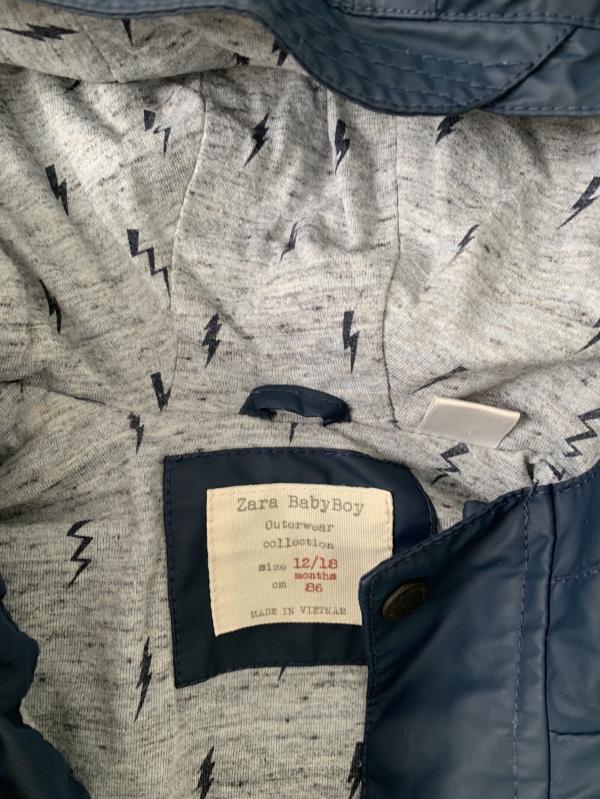 Zara BabyBoy
Outerwear
collection
size 12/18
months
cm 86
MADE IN VIETNAM